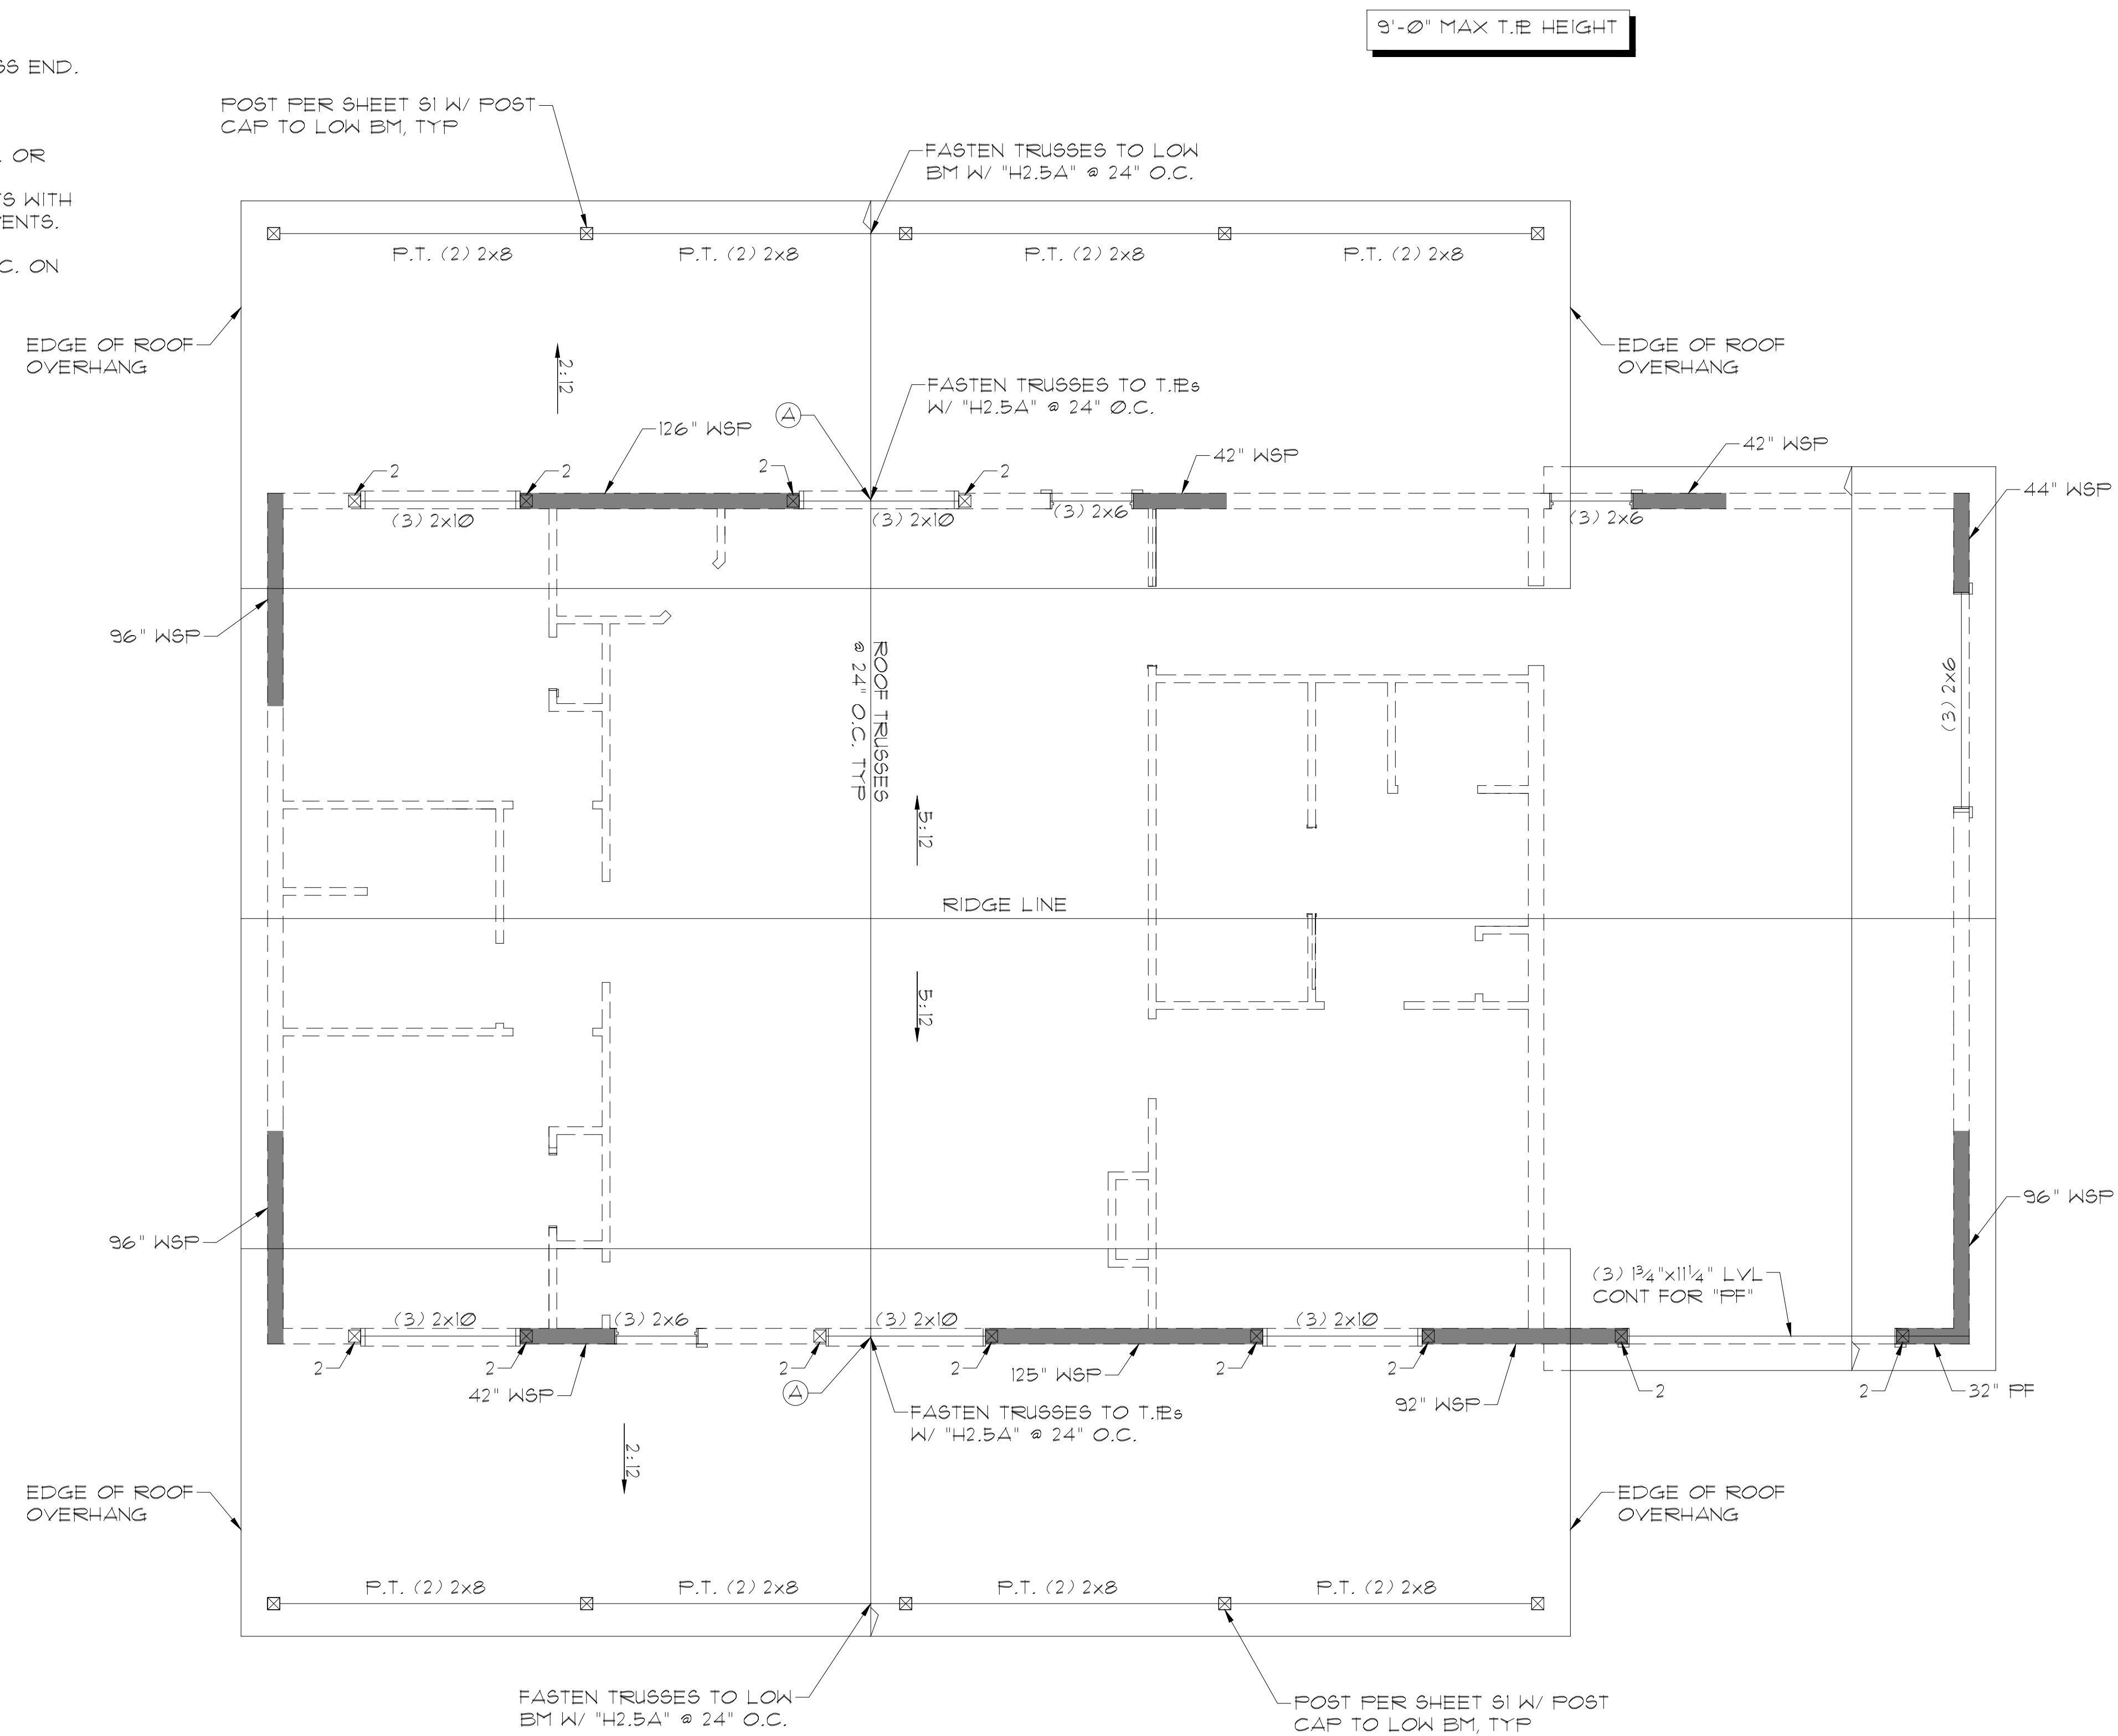 9'-0" MAX T.PL HEIGHT
SS END.
OR
TS WITH
VENTS.
C. ON
POST PER SHEET S1 W/ POST
CAP TO LOW BM, TYP
FASTEN TRUSSES TO LOW
BM W/ "H2.5A" @ 24" O.C.
P.T. (2) 2x8
P.T. (2) 2x8
P.T. (2) 2x8
P.T. (2) 2x8
EDGE OF ROOF
OVERHANG
EDGE OF ROOF
OVERHANG
2:12
FASTEN TRUSSES TO T.PLs
W/ "H2.5A" @ 24" O.C.
A
126" WSP
42" WSP
42" WSP
2
2
2
2
44" WSP
(3) 2x10
(3) 2x10
(3) 2x6
(3) 2x6
96" WSP
ROOF TRUSSES
@ 24" O.C. TYP
(3) 2x6
5:12
RIDGE LINE
5:12
96" WSP
96" WSP
(3) 1¾"x11¼" LVL
CONT FOR "PF"
(3) 2x10
(3) 2x6
(3) 2x10
(3) 2x10
2
2
2
2
2
2
2
2
42" WSP
A
125" WSP
92" WSP
32" PF
FASTEN TRUSSES TO T.PLs
W/ "H2.5A" @ 24" O.C.
2:12
EDGE OF ROOF
OVERHANG
EDGE OF ROOF
OVERHANG
P.T. (2) 2x8
P.T. (2) 2x8
P.T. (2) 2x8
P.T. (2) 2x8
FASTEN TRUSSES TO LOW
BM W/ "H2.5A" @ 24" O.C.
POST PER SHEET S1 W/ POST
CAP TO LOW BM, TYP